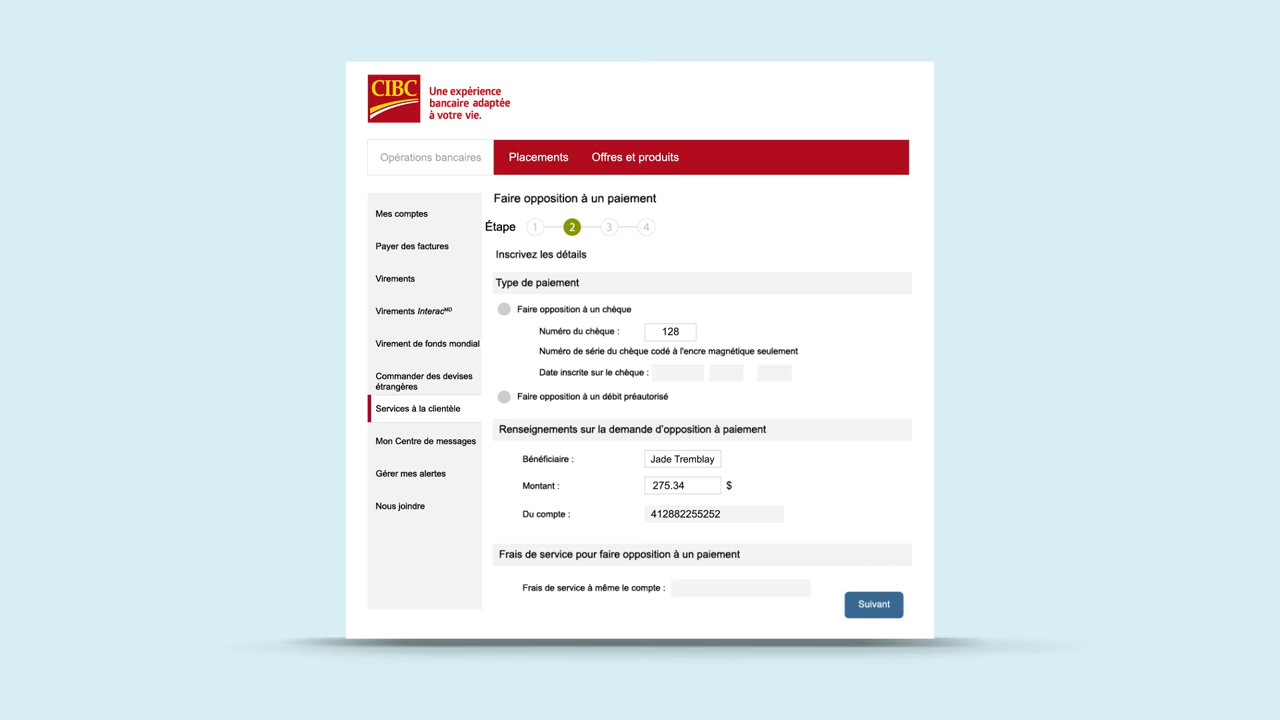 CIBC
Une expérience
bancaire adaptée
à votre vie.
Opérations bancaires
Placements
Offres et produits
Mes comptes
Payer des factures
Virements
Virements Interacᴹᴰ
Virement de fonds mondial
Commander des devises
étrangères
Services à la clientèle
Mon Centre de messages
Gérer mes alertes
Nous joindre
Faire opposition à un paiement
Étape 1 2 3 4
Inscrivez les détails
Type de paiement
Faire opposition à un chèque
Numéro du chèque : 128
Numéro de série du chèque codé à l'encre magnétique seulement
Date inscrite sur le chèque :
Faire opposition à un débit préautorisé
Renseignements sur la demande d'opposition à paiement
Bénéficiaire : Jade Tremblay
Montant : 275.34 $
Du compte : 412882255252
Frais de service pour faire opposition à un paiement
Frais de service à même le compte :
Suivant